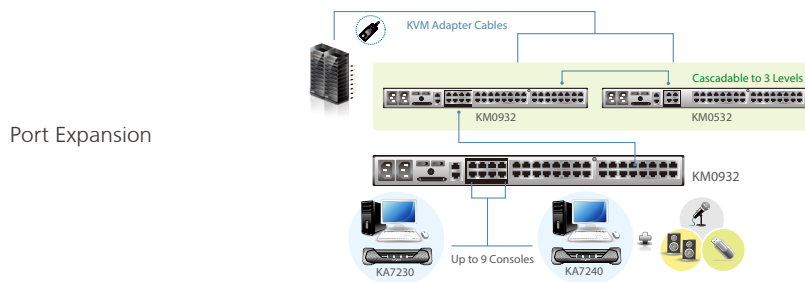 KVM Adapter Cables
Cascadable to 3 Levels
KM0932
KM0532
Port Expansion
KM0932
Up to 9 Consoles
KA7230
KA7240